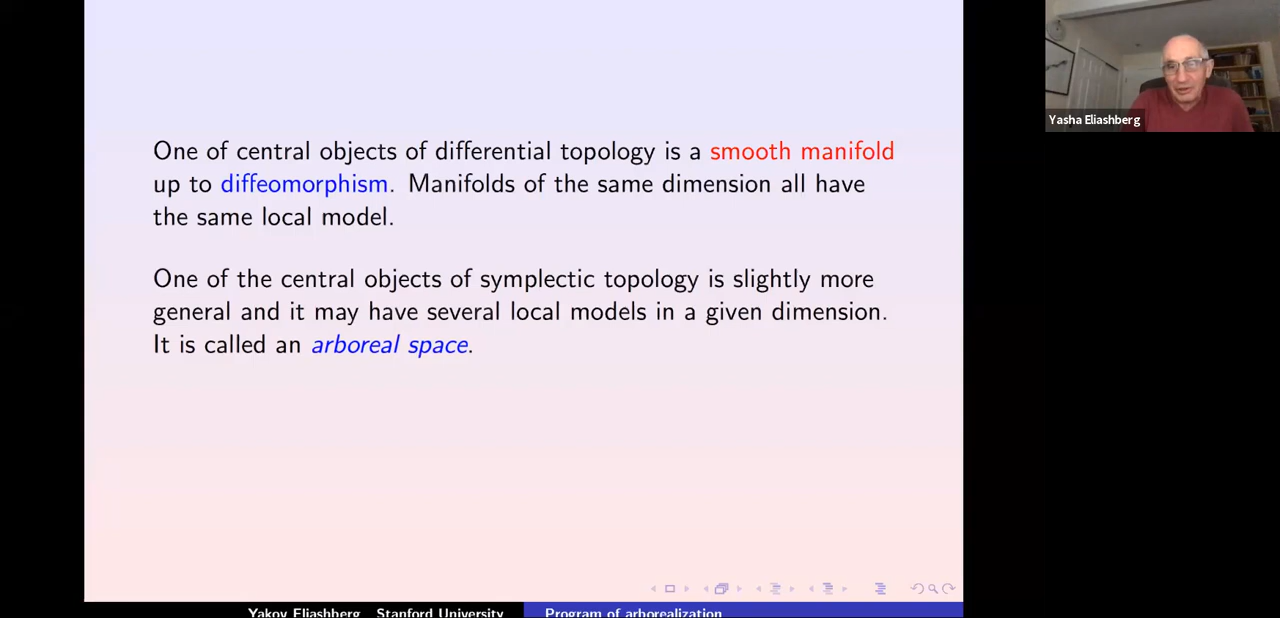 One of central objects of differential topology is a smooth manifold
up to diffeomorphism. Manifolds of the same dimension all have
the same local model.
One of the central objects of symplectic topology is slightly more
general and it may have several local models in a given dimension.
It is called an arboreal space.
Yasha Eliashberg
Yakov Eliashberg Stanford University Program of arborealization